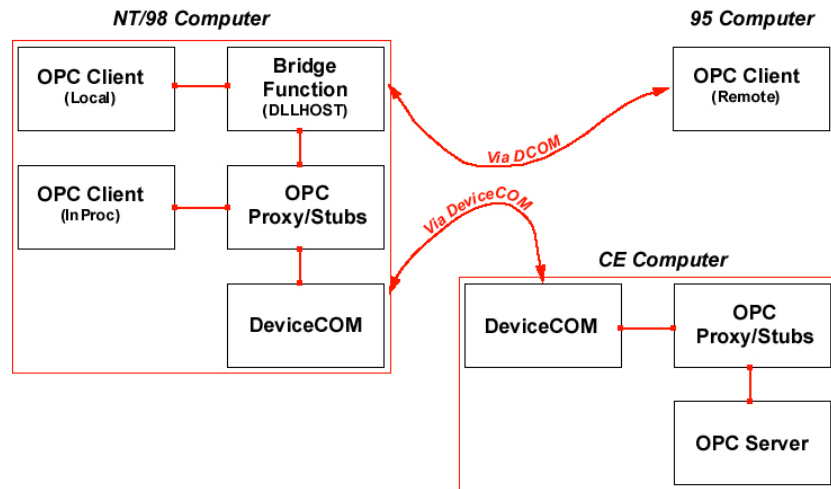 NT/98 Computer
95 Computer
OPC Client
(Local)
Bridge
Function
(DLLHOST)
OPC Client
(Remote)
Via DCOM
OPC Client
(InProc)
OPC
Proxy/Stubs
Via DeviceCOM
CE Computer
DeviceCOM
DeviceCOM
OPC
Proxy/Stubs
OPC Server